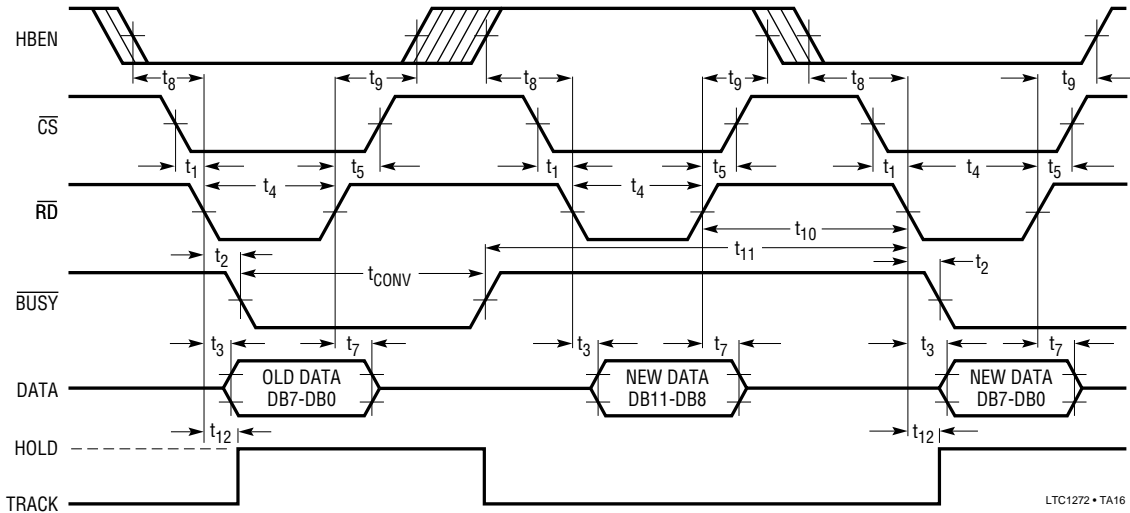 HBEN
t8 t9 t8 t9 t8 t9
CS
t1 t5 t1 t5 t1 t5
t4 t4 t4
RD
t10
t11
t2 tCONV t2
BUSY
t3 t7 t3 t7 t3 t7
DATA
OLD DATA
DB7-DB0
NEW DATA
DB11-DB8
NEW DATA
DB7-DB0
t12 t12
HOLD
TRACK
LTC1272 • TA16